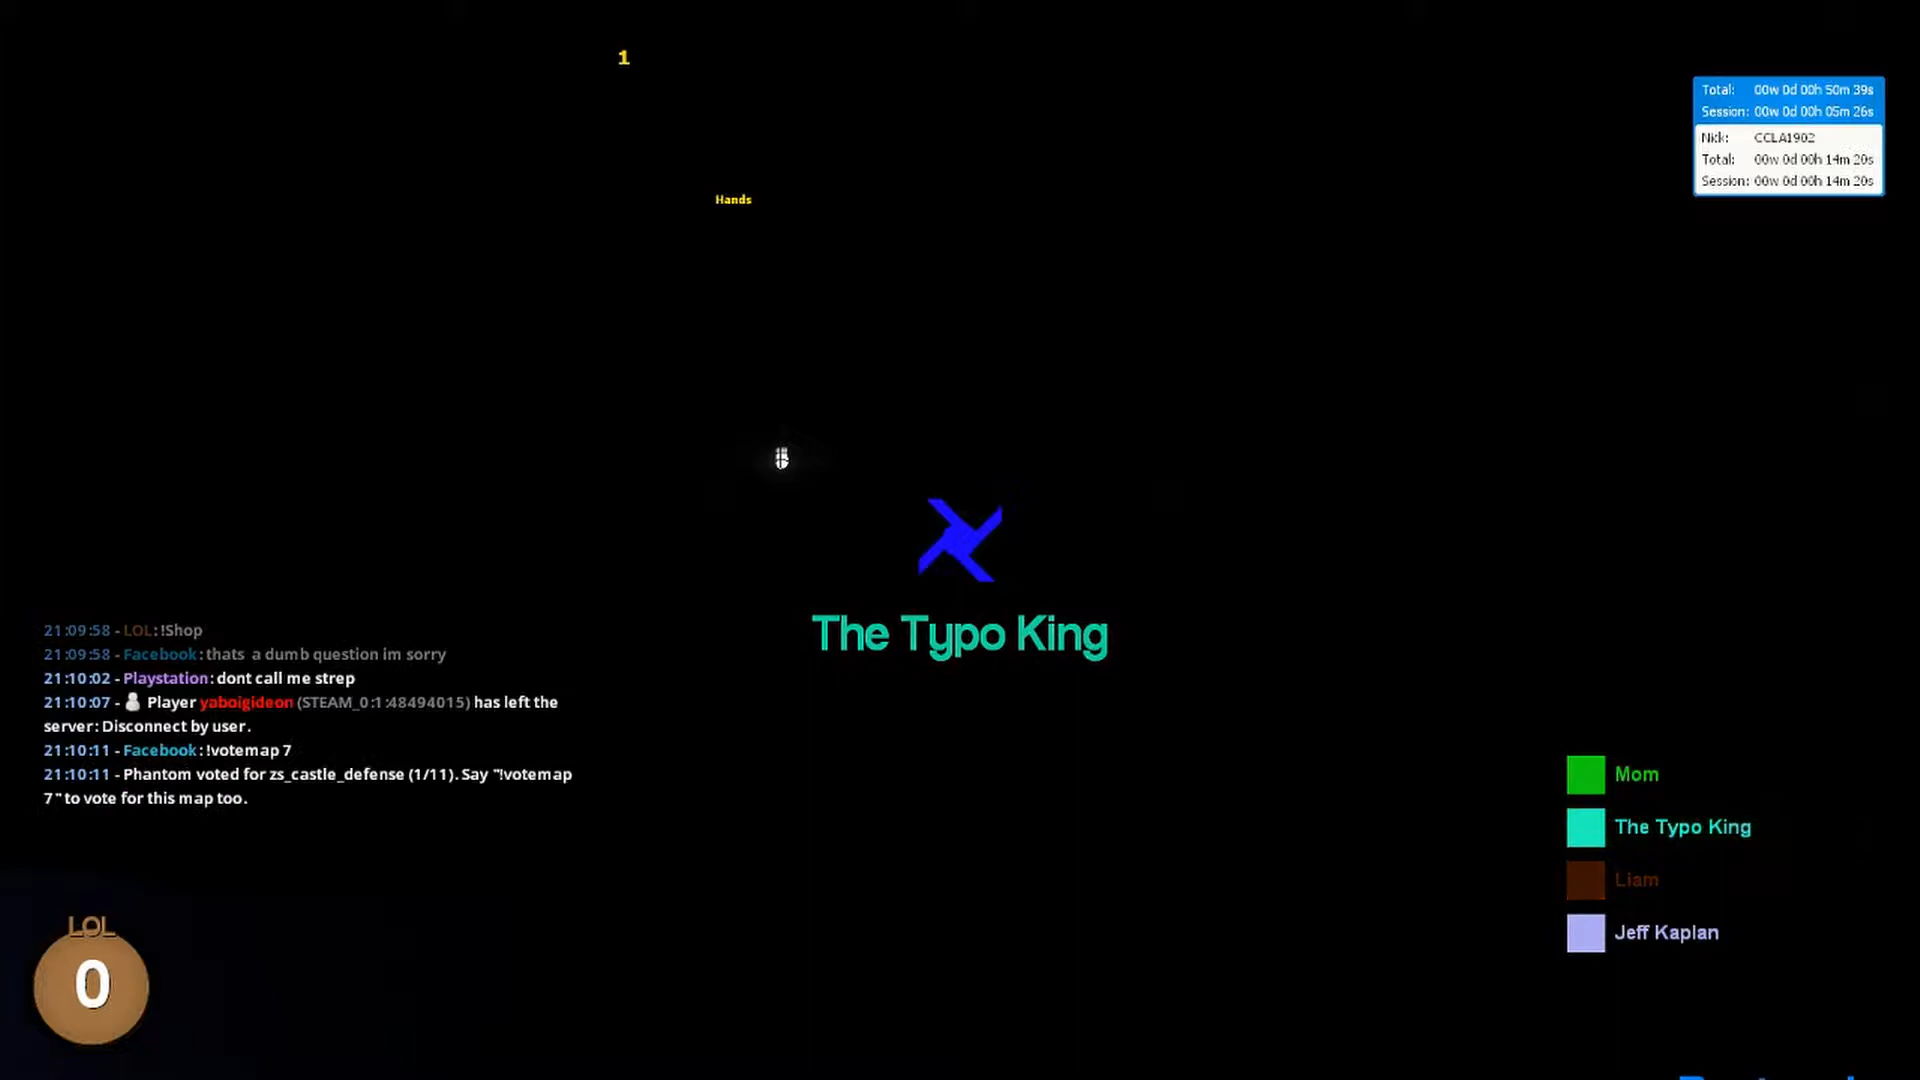 1
Total: 00w 0d 00h 50m 39s
Session: 00w 0d 00h 05m 26s
Nick: CCLA1902
Total: 00w 0d 00h 14m 20s
Session: 00w 0d 00h 14m 20s
Hands
The Typo King
21:09:58 - LOL: !Shop
21:09:58 - Facebook: thats a dumb question im sorry
21:10:02 - Playstation: dont call me strep
21:10:07 - Player yaboigideon (STEAM_0:1:48494015) has left the
server: Disconnect by user.
21:10:11 - Facebook: !votemap 7
21:10:11 - Phantom voted for zs_castle_defense (1/11). Say "!votemap
7" to vote for this map too.
Mom
The Typo King
Liam
Jeff Kaplan
LOL
0